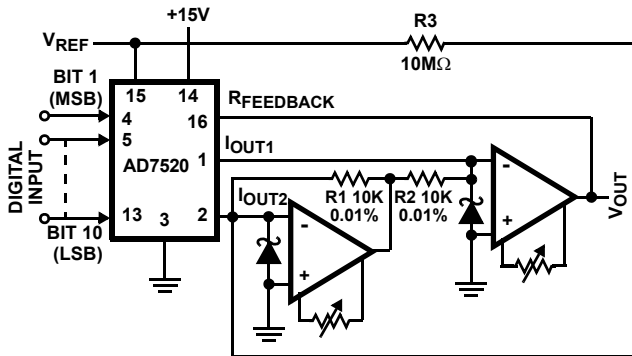 +15V
R3
VREF
10MΩ
BIT 1
(MSB)
15
14
RFEEDBACK
4
16
5
IOUT1
1
AD7520
DIGITAL
INPUT
R1 10K
0.01%
R2 10K
0.01%
IOUT2
13
3
2
BIT 10
(LSB)
-
+
-
+
VOUT